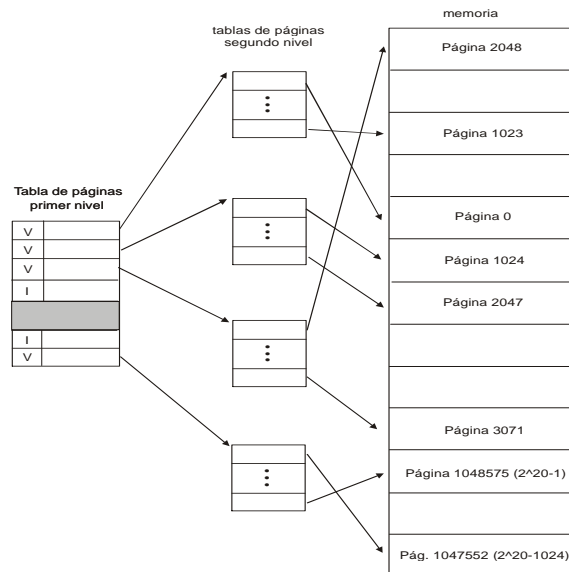 memoria
tablas de páginas
segundo nivel
Página 2048
Página 1023
Tabla de páginas
primer nivel
V
V
V
I
I
V
Página 0
Página 1024
Página 2047
Página 3071
Página 1048575 (2^20-1)
Pág. 1047552 (2^20-1024)